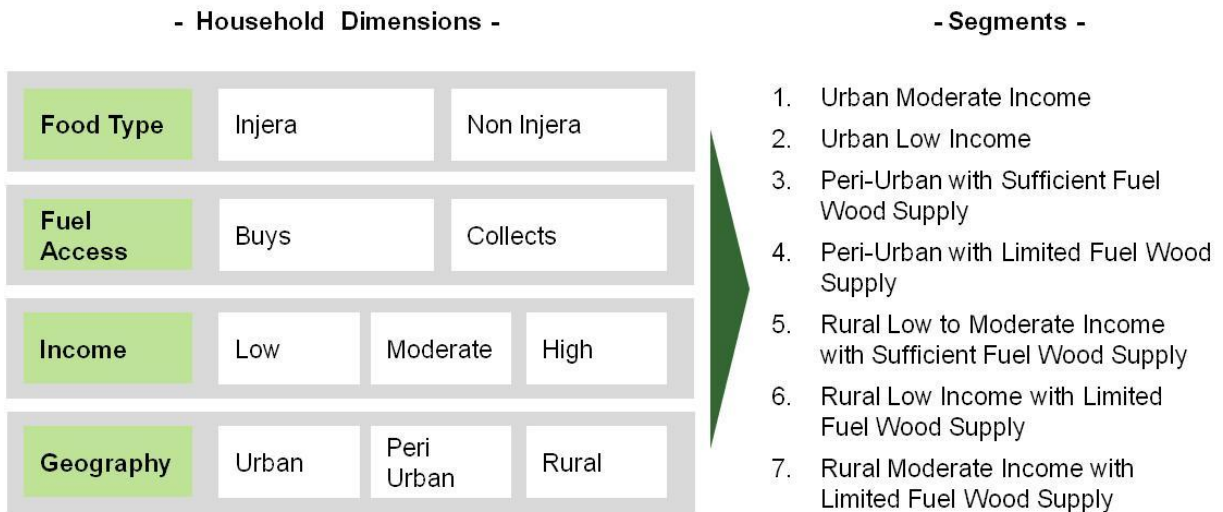 - Household Dimensions -
- Segments -
Food Type
Injera
Non Injera
Fuel
Access
Buys
Collects
Income
Low
Moderate
High
Geography
Urban
Peri
Urban
Rural
1. Urban Moderate Income
2. Urban Low Income
3. Peri-Urban with Sufficient Fuel
Wood Supply
4. Peri-Urban with Limited Fuel Wood
Supply
5. Rural Low to Moderate Income
with Sufficient Fuel Wood Supply
6. Rural Low Income with Limited
Fuel Wood Supply
7. Rural Moderate Income with
Limited Fuel Wood Supply